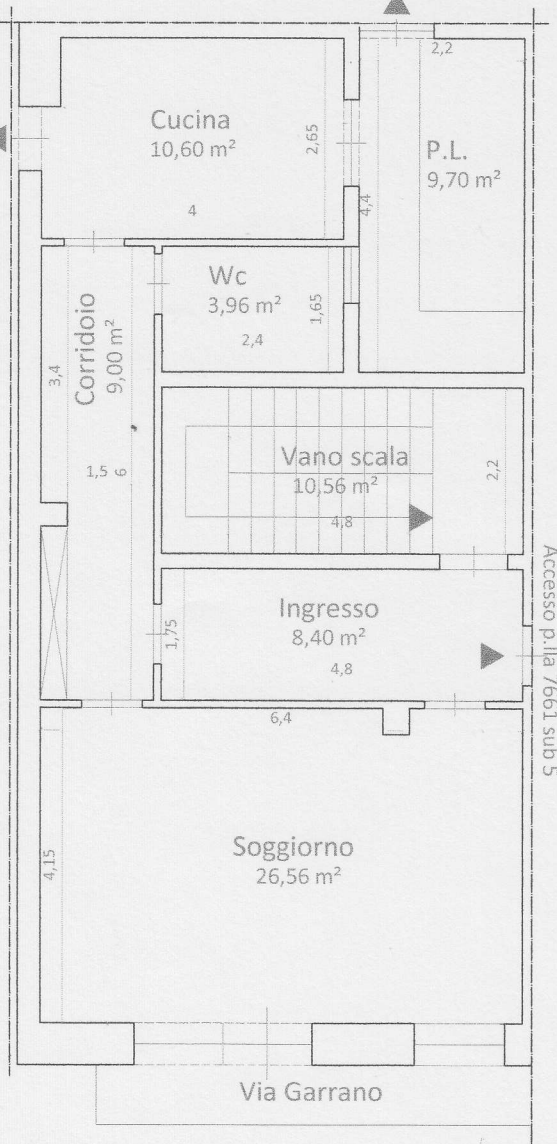 2,2
Cucina
10,60 m²
2,65
4
P.L.
9,70 m²
4,4
Wc
3,96 m²
1,65
2,4
Corridoio
9,00 m²
3,4
1,5
6
Vano scala
10,56 m²
4,8
2,2
Ingresso
8,40 m²
4,8
1,75
Accesso p.lla 7661 sub 5
6,4
Soggiorno
26,56 m²
4,15
Via Garrano